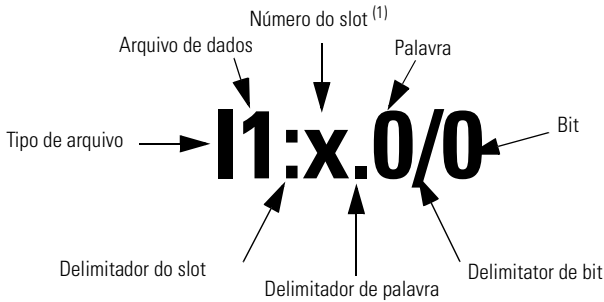 Número do slot (1)
Arquivo de dados
Palavra
Tipo de arquivo
I1:x.0/0
Bit
Delimitador do slot
Delimitador de palavra
Delimitator de bit